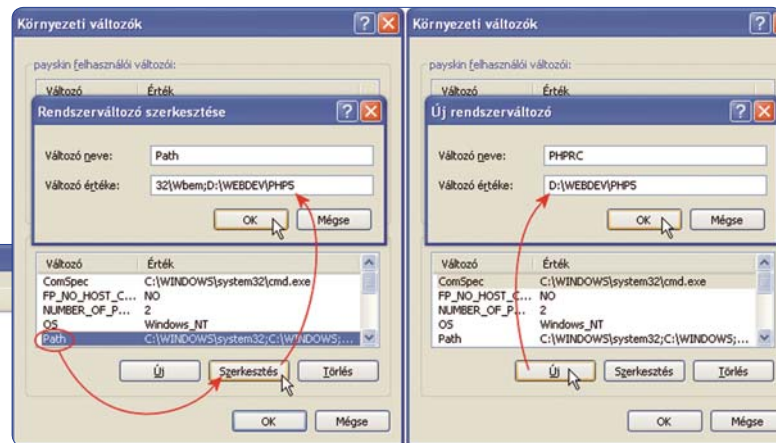 Környezeti változók
payskin felhasználói változói:
Változó Érték
Rendszerváltozó szerkesztése
Változó neve: Path
Változó értéke: 32\Wbem;D:\WEBDEV\PHP5
OK Mégse
Változó Érték
ComSpec C:\WINDOWS\system32\cmd.exe
FP_NO_HOST_C... NO
NUMBER_OF_P... 2
OS Windows_NT
Path C:\WINDOWS\system32;C:\WINDOWS;...
Új Szerkesztés Törlés
OK Mégse
Környezeti változók
payskin felhasználói változói:
Változó Érték
Új rendszerváltozó
Változó neve: PHPRC
Változó értéke: D:\WEBDEV\PHP5
OK Mégse
Változó Érték
ComSpec C:\WINDOWS\system32\cmd.exe
FP_NO_HOST_C... NO
NUMBER_OF_P... 2
OS Windows_NT
Path C:\WINDOWS\system32;C:\WINDOWS;...
Új Szerkesztés Törlés
OK Mégse